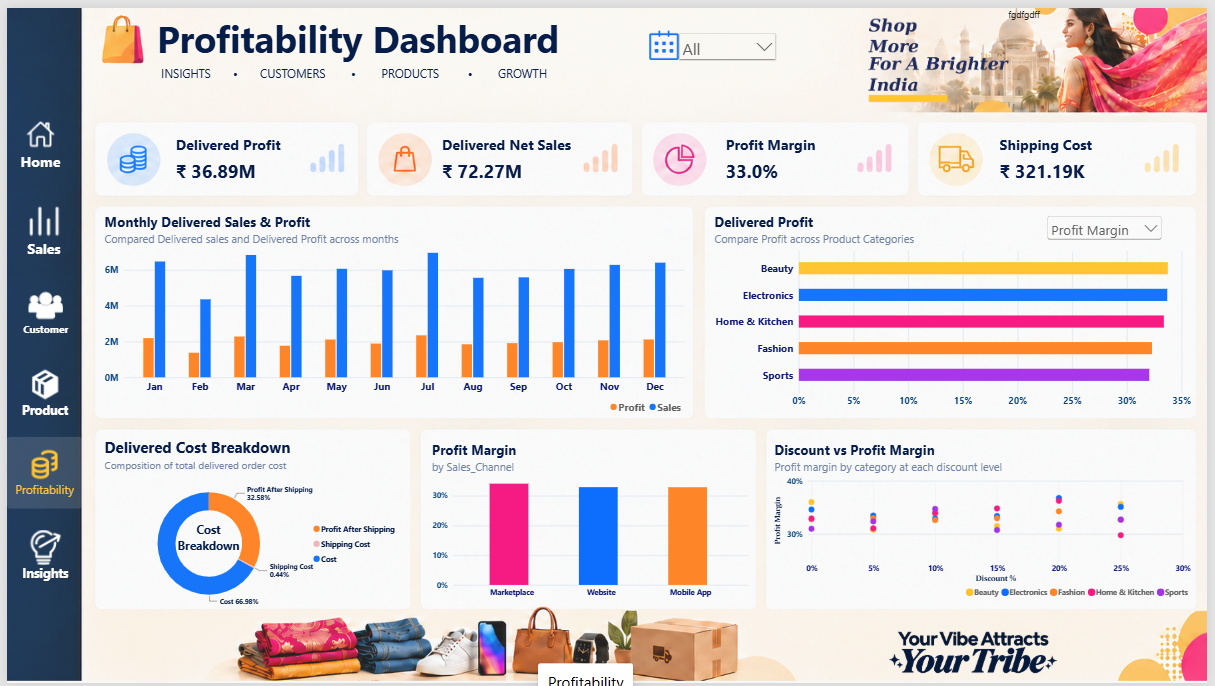 Profitability Dashboard
INSIGHTS • CUSTOMERS • PRODUCTS • GROWTH
All
fgdfgdff
Shop
More
For A Brighter
India
Home
Sales
Customer
Product
Profitability
Insights
Delivered Profit
₹ 36.89M
Delivered Net Sales
₹ 72.27M
Profit Margin
33.0%
Shipping Cost
₹ 321.19K
Monthly Delivered Sales & Profit
Compared Delivered sales and Delivered Profit across months
6M
4M
2M
0M
Jan Feb Mar Apr May Jun Jul Aug Sep Oct Nov Dec
Profit Sales
Delivered Profit
Compare Profit across Product Categories
Profit Margin
Beauty
Electronics
Home & Kitchen
Fashion
Sports
0% 5% 10% 15% 20% 25% 30% 35%
Delivered Cost Breakdown
Composition of total delivered order cost
Profit After Shipping
32.58%
Cost
Breakdown
Shipping Cost
0.44%
Cost 66.98%
Profit After Shipping
Shipping Cost
Cost
Profit Margin
by Sales_Channel
30%
20%
10%
0%
Marketplace Website Mobile App
Discount vs Profit Margin
Profit margin by category at each discount level
Profit Margin
40%
30%
0% 5% 10% 15% 20% 25% 30%
Discount %
Beauty Electronics Fashion Home & Kitchen Sports
Your Vibe Attracts
Your Tribe
Profitability